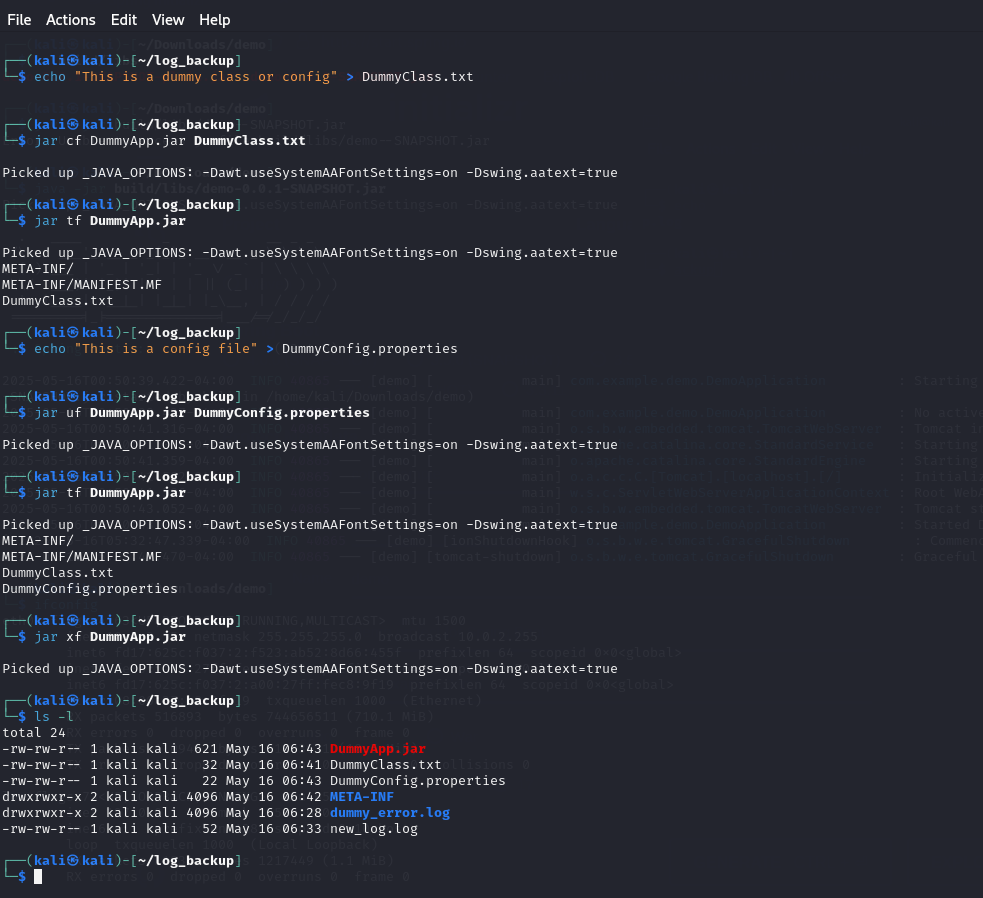 File Actions Edit View Help
┌──(kali㉿kali)-[~/log_backup]
└─$ echo "This is a dummy class or config" > DummyClass.txt
┌──(kali㉿kali)-[~/log_backup]
└─$ jar cf DummyApp.jar DummyClass.txt
Picked up _JAVA_OPTIONS: -Dawt.useSystemAAFontSettings=on -Dswing.aatext=true
┌──(kali㉿kali)-[~/log_backup]
└─$ jar tf DummyApp.jar
Picked up _JAVA_OPTIONS: -Dawt.useSystemAAFontSettings=on -Dswing.aatext=true
META-INF/
META-INF/MANIFEST.MF
DummyClass.txt
┌──(kali㉿kali)-[~/log_backup]
└─$ echo "This is a config file" > DummyConfig.properties
┌──(kali㉿kali)-[~/log_backup]
└─$ jar uf DummyApp.jar DummyConfig.properties
Picked up _JAVA_OPTIONS: -Dawt.useSystemAAFontSettings=on -Dswing.aatext=true
┌──(kali㉿kali)-[~/log_backup]
└─$ jar tf DummyApp.jar
Picked up _JAVA_OPTIONS: -Dawt.useSystemAAFontSettings=on -Dswing.aatext=true
META-INF/
META-INF/MANIFEST.MF
DummyClass.txt
DummyConfig.properties
┌──(kali㉿kali)-[~/log_backup]
└─$ jar xf DummyApp.jar
Picked up _JAVA_OPTIONS: -Dawt.useSystemAAFontSettings=on -Dswing.aatext=true
┌──(kali㉿kali)-[~/log_backup]
└─$ ls -l
total 24
-rw-rw-r-- 1 kali kali  621 May 16 06:43 DummyApp.jar
-rw-rw-r-- 1 kali kali   32 May 16 06:41 DummyClass.txt
-rw-rw-r-- 1 kali kali   22 May 16 06:43 DummyConfig.properties
drwxrwxr-x 2 kali kali 4096 May 16 06:42 META-INF
drwxrwxr-x 2 kali kali 4096 May 16 06:28 dummy_error.log
-rw-rw-r-- 1 kali kali   52 May 16 06:33 new_log.log
┌──(kali㉿kali)-[~/log_backup]
└─$